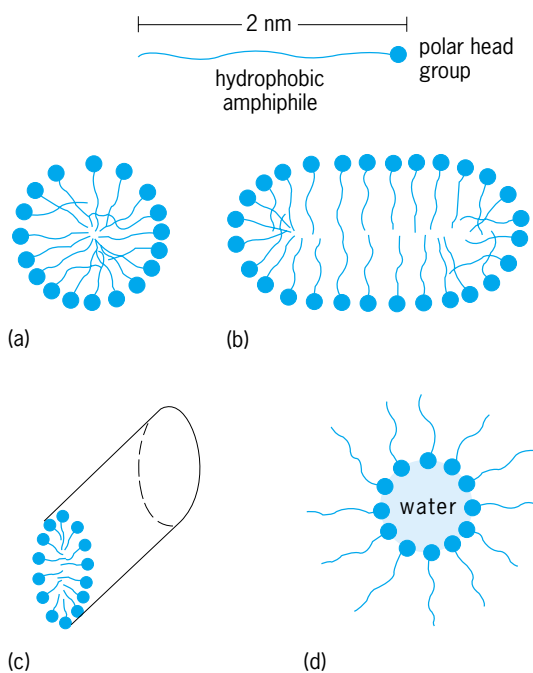 2 nm
polar head
group
hydrophobic
amphiphile
(a)
(b)
water
(c)
(d)